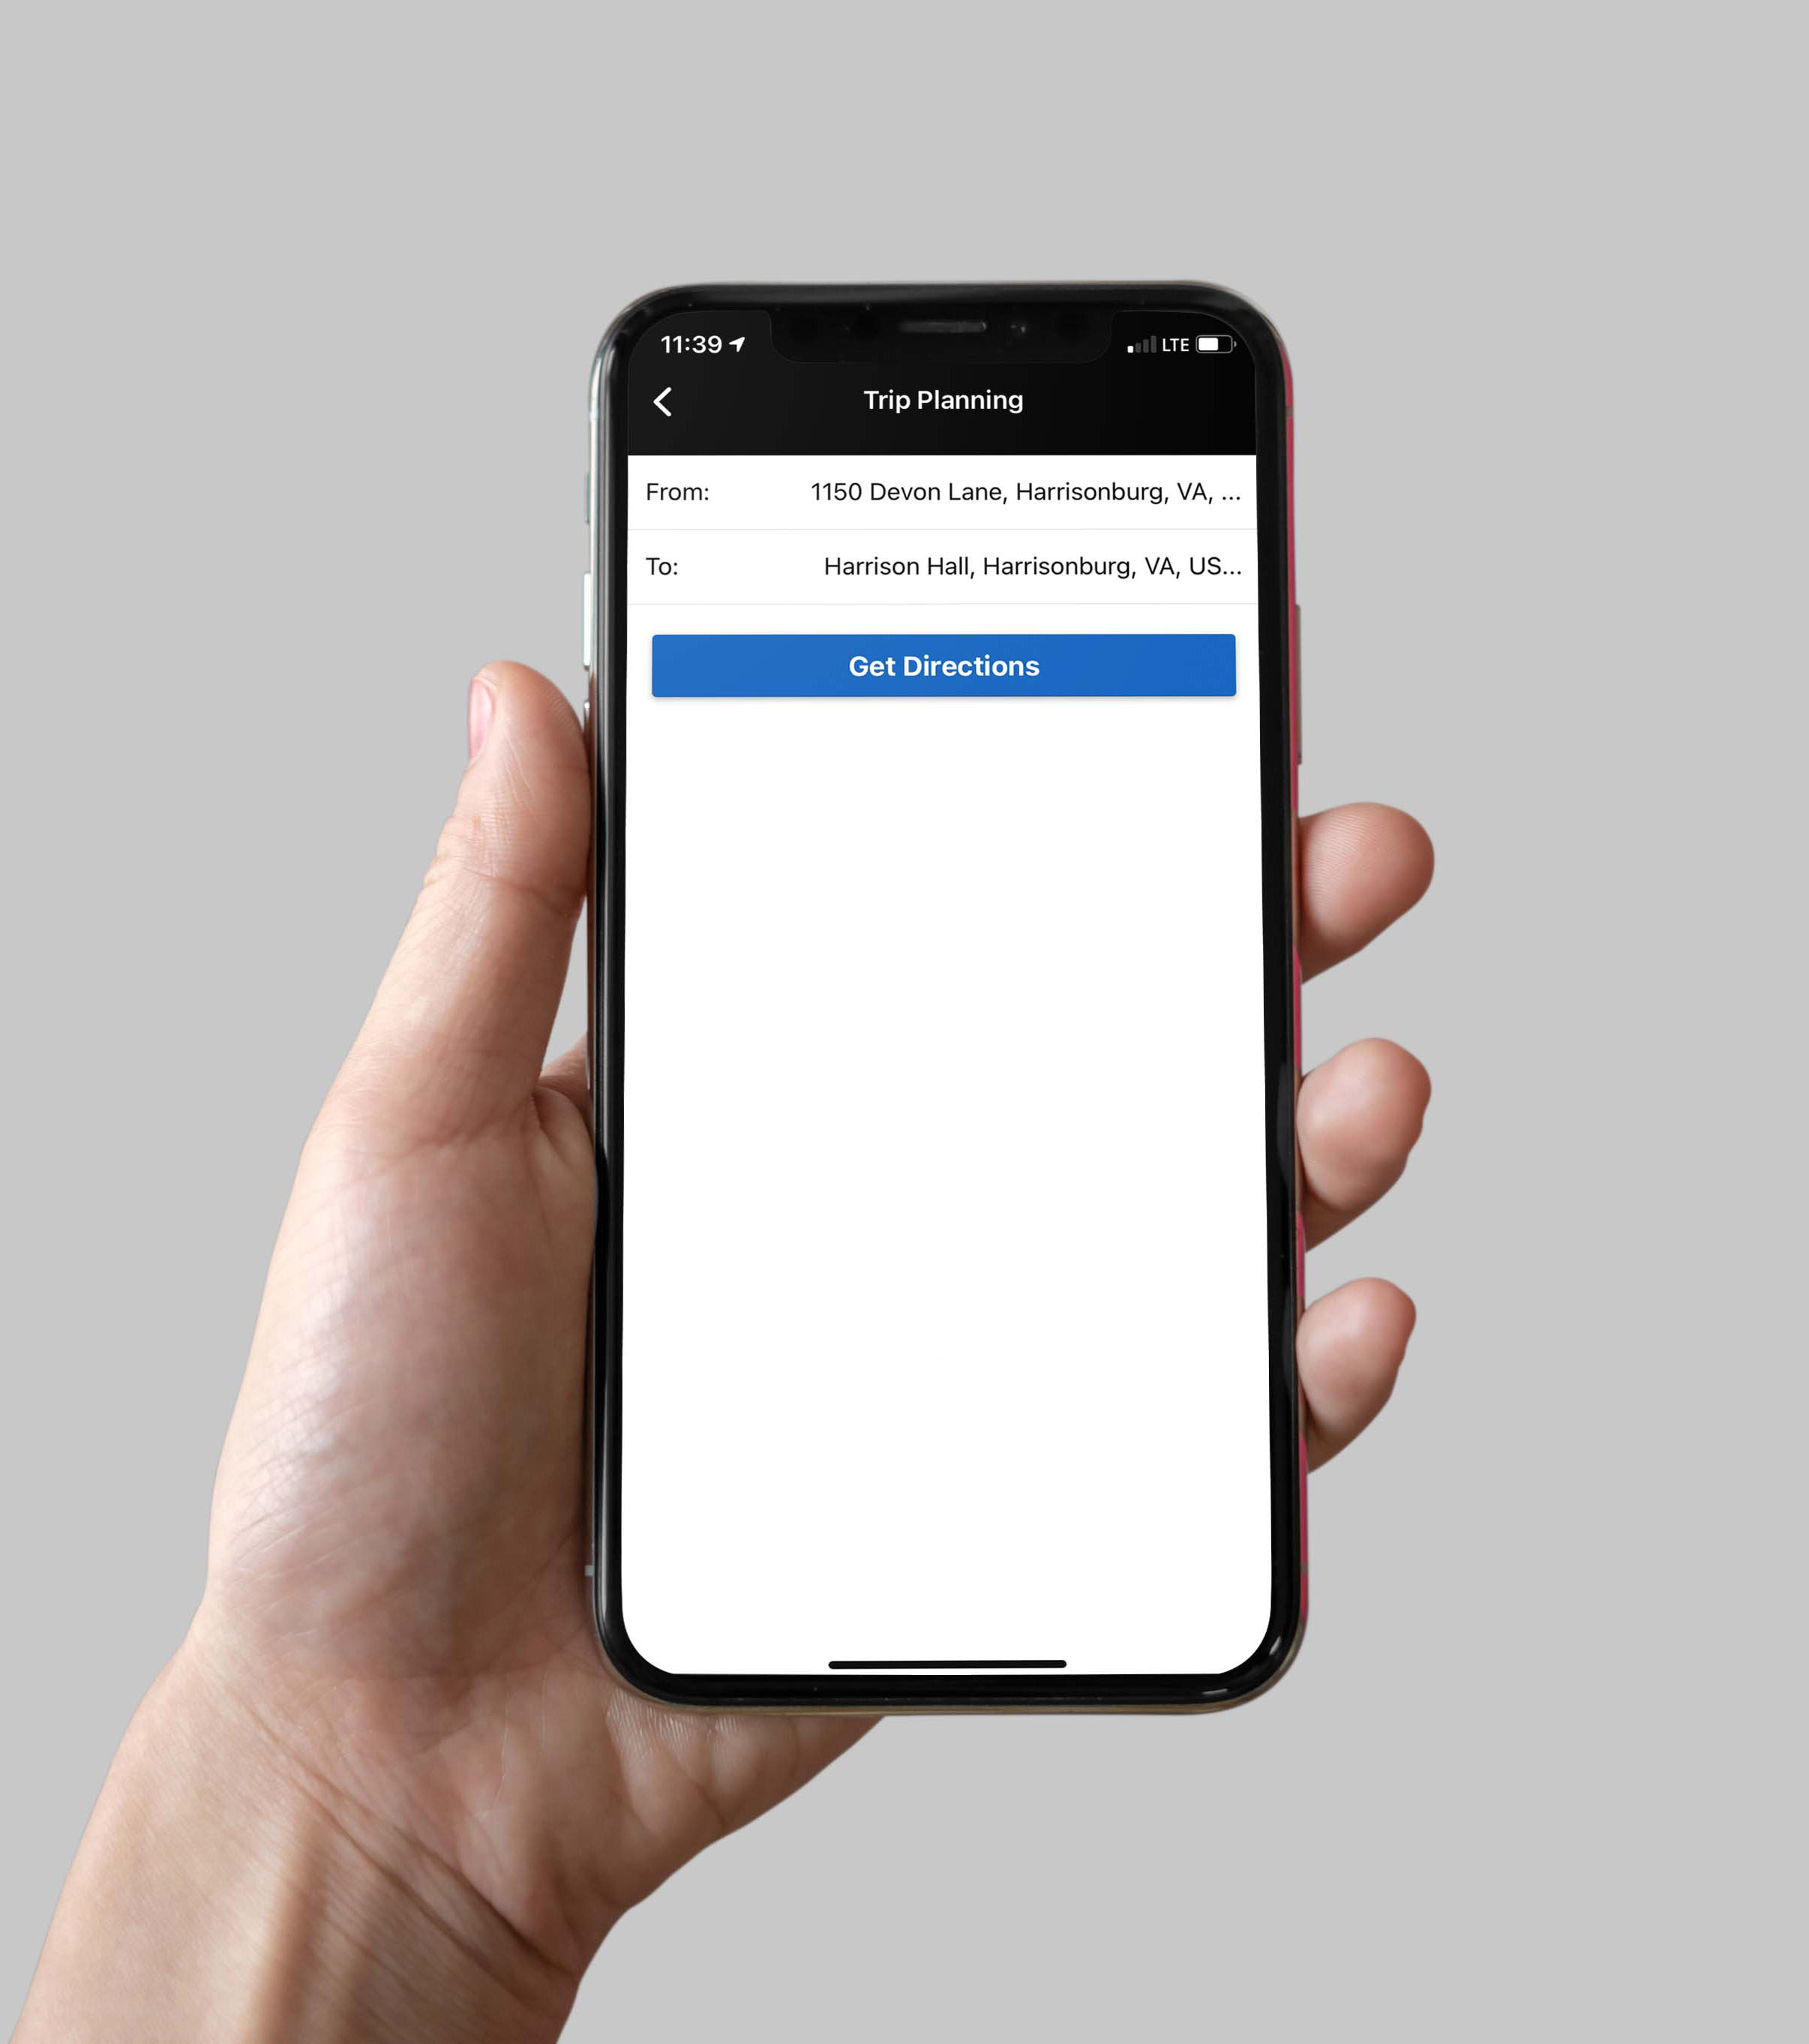 11:39 LTE
Trip Planning
From: 1150 Devon Lane, Harrisonburg, VA, ...
To: Harrison Hall, Harrisonburg, VA, US...
Get Directions